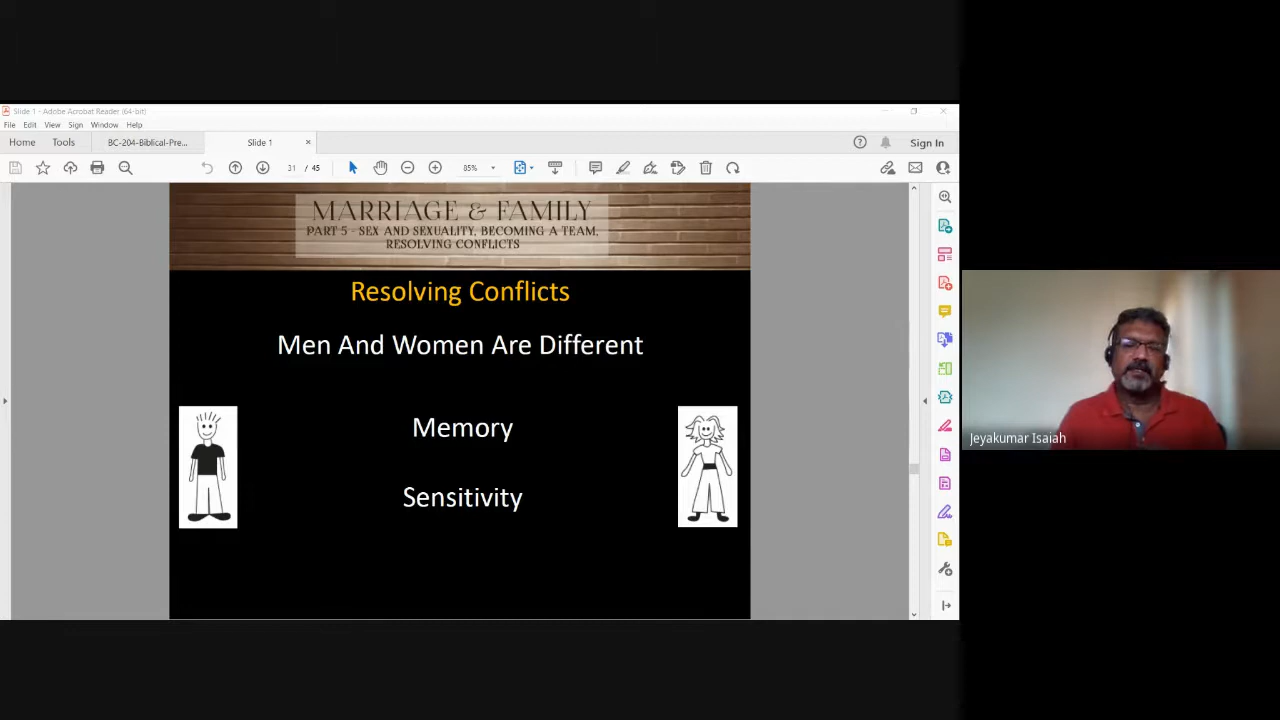 Slide 1 - Adobe Acrobat Reader (64-bit)
File Edit View Sign Window Help
Home Tools BC-204-Biblical-Pre... Slide 1 × Sign In
31 / 45 85%
MARRIAGE & FAMILY
PART 5 - SEX AND SEXUALITY, BECOMING A TEAM,
RESOLVING CONFLICTS
Resolving Conflicts
Men And Women Are Different
Memory
Sensitivity
Jeyakumar Isaiah